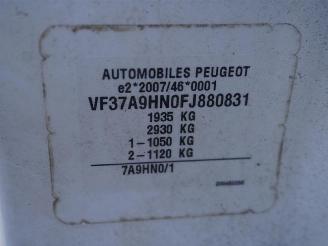 AUTOMOBILES PEUGEOT
e2*2007/46*0001
VF37A9HN0FJ880831
1935 KG
2930 KG
1-1050 KG
2-1120 KG
7A9HN0/1